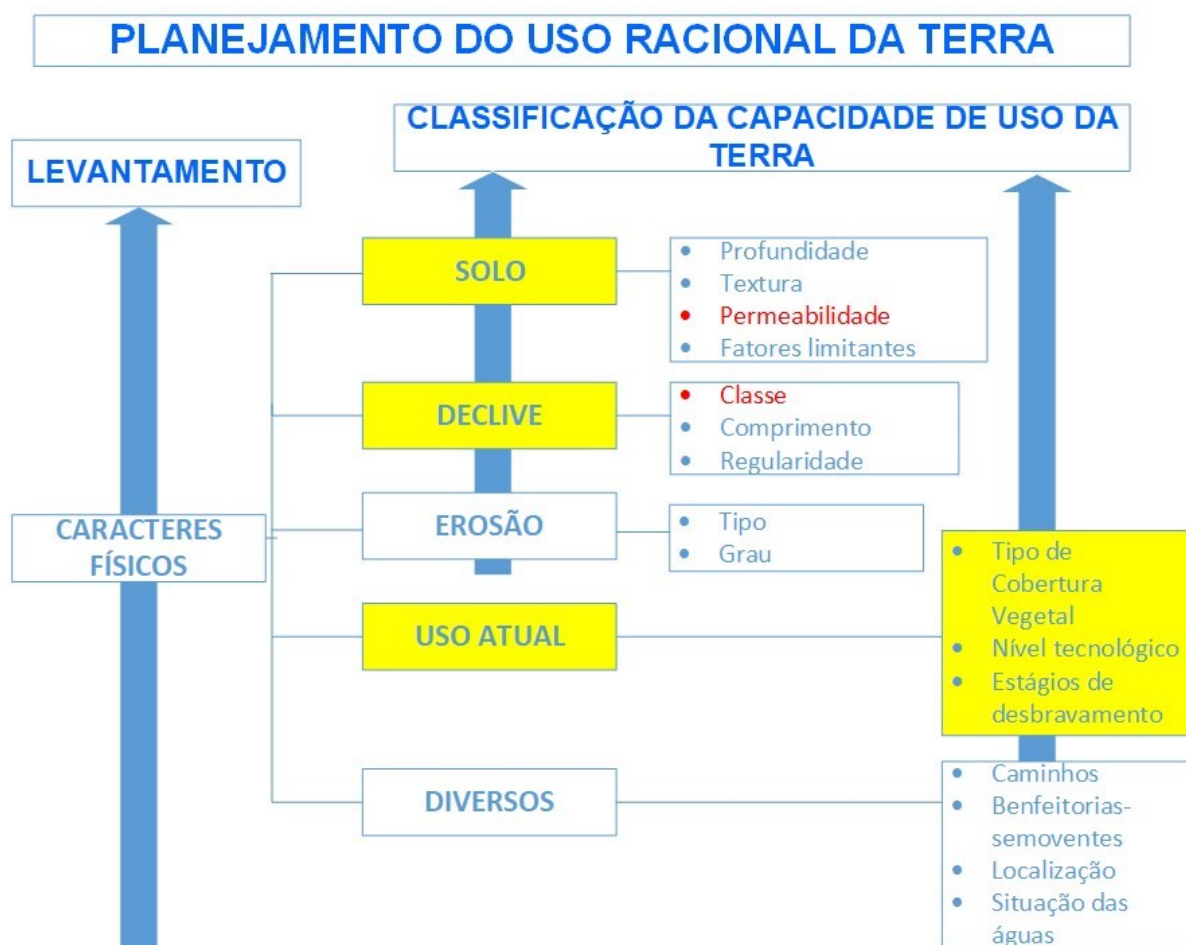 PLANEJAMENTO DO USO RACIONAL DA TERRA
CLASSIFICAÇÃO DA CAPACIDADE DE USO DA
TERRA
LEVANTAMENTO
SOLO
• Profundidade
• Textura
• Permeabilidade
• Fatores limitantes
DECLIVE
• Classe
• Comprimento
• Regularidade
CARACTERES
FÍSICOS
EROSÃO
• Tipo
• Grau
USO ATUAL
• Tipo de
Cobertura
Vegetal
• Nível tecnológico
• Estágios de
desbravamento
DIVERSOS
• Caminhos
• Benfeitorias-
semoventes
• Localização
• Situação das
águas